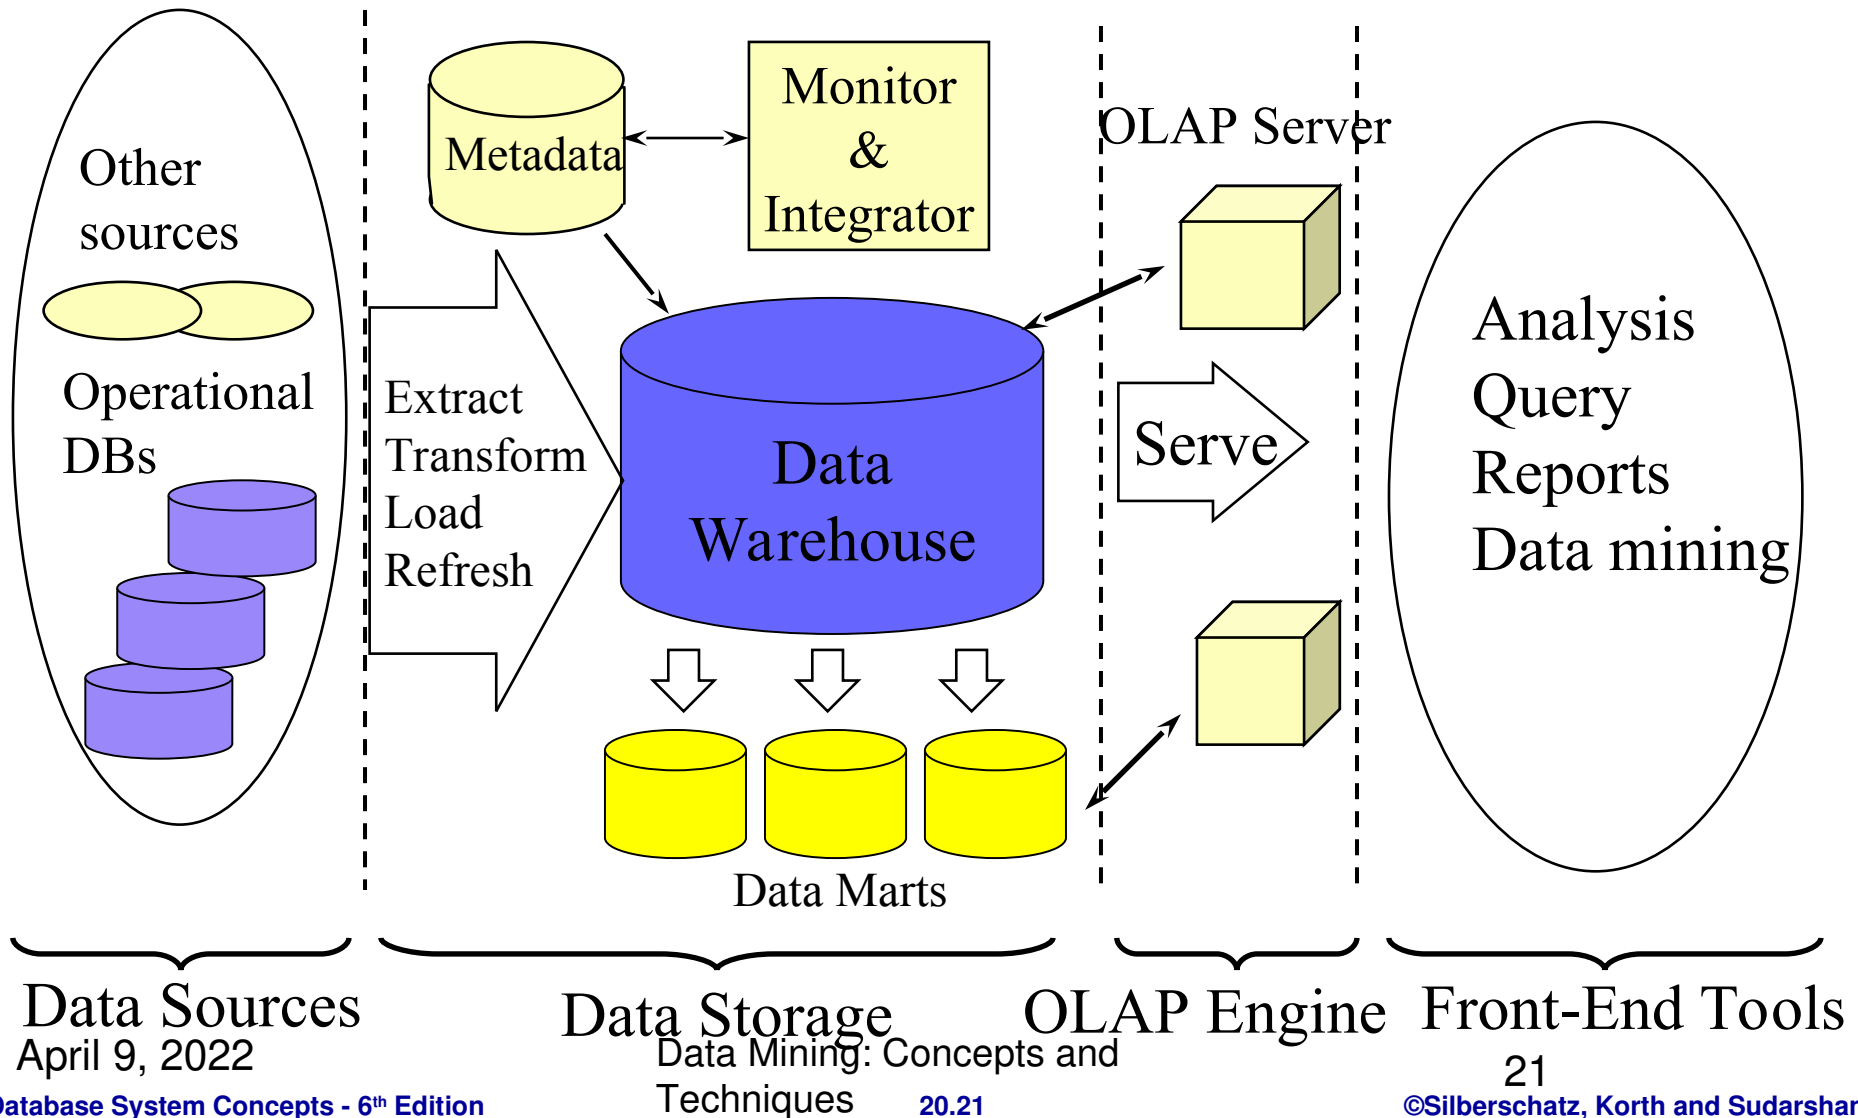 Other
sources
Operational
DBs
Metadata
Monitor
&
Integrator
Extract
Transform
Load
Refresh
Data
Warehouse
Data Marts
OLAP Server
Serve
Analysis
Query
Reports
Data mining
Data Sources
Data Storage
OLAP Engine
Front-End Tools
April 9, 2022
Data Mining: Concepts and
Techniques
21
Database System Concepts - 6th Edition
20.21
©Silberschatz, Korth and Sudarshan